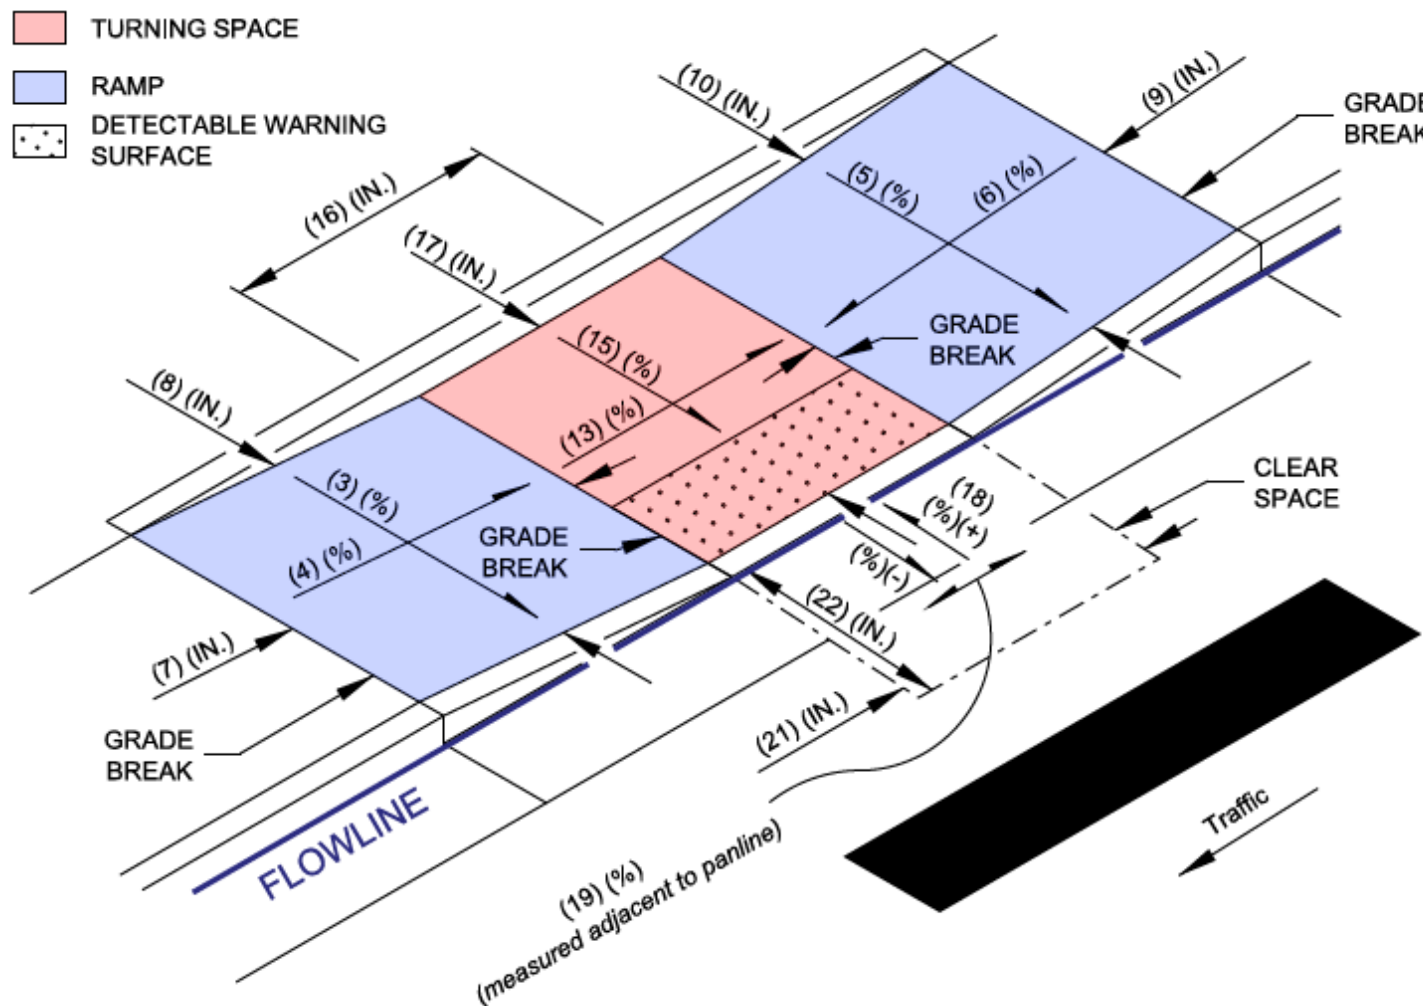 TURNING SPACE
RAMP
DETECTABLE WARNING
SURFACE
(10) (IN.)
(9) (IN.)
GRADE
BREAK
(16) (IN.)
(17) (IN.)
(5) (%)
(6) (%)
GRADE
BREAK
(15) (%)
(13) (%)
(8) (IN.)
(3) (%)
(4) (%)
GRADE
BREAK
(18)
(%)(+)
(%)(-)
CLEAR
SPACE
(22) (IN.)
(7) (IN.)
(21) (IN.)
GRADE
BREAK
FLOWLINE
Traffic
(19) (%)
(measured adjacent to panline)